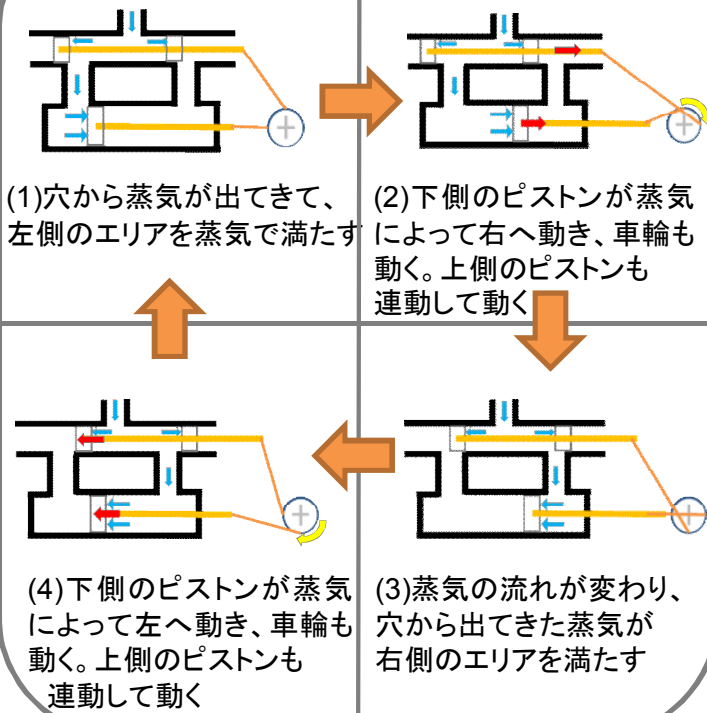 (1)穴から蒸気が出てきて、
左側のエリアを蒸気で満たす
(2)下側のピストンが蒸気
によって右へ動き、車輪も
動く。上側のピストンも
連動して動く
(3)蒸気の流れが変わり、
穴から出てきた蒸気が
右側のエリアを満たす
(4)下側のピストンが蒸気
によって左へ動き、車輪も
動く。上側のピストンも
連動して動く